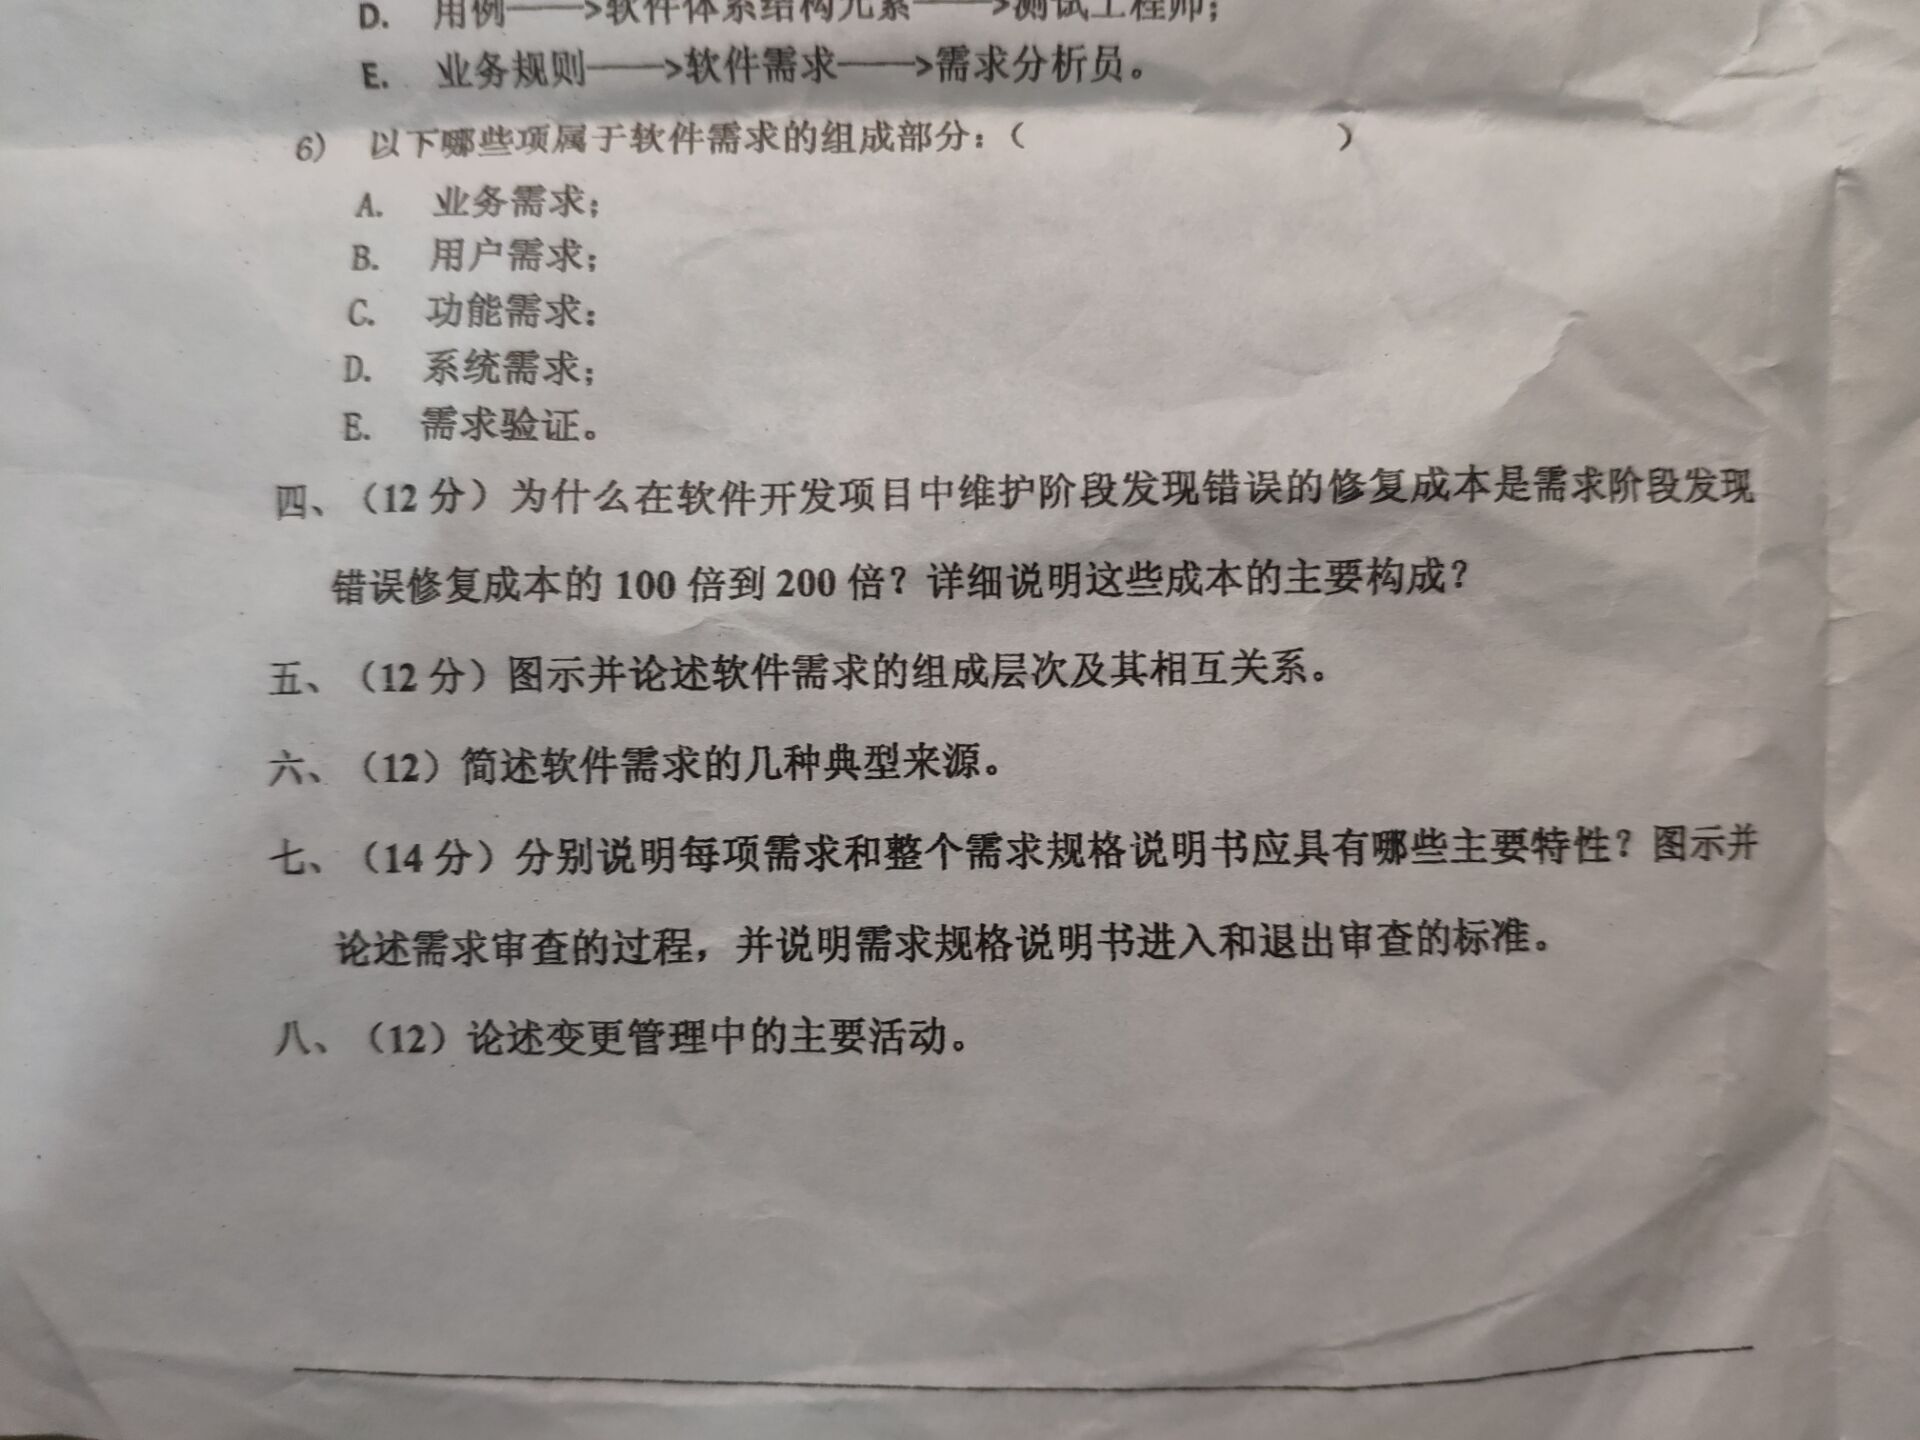 D. 用例——>软件体系结构元素——>测试工程师；
E. 业务规则——>软件需求——>需求分析员。
6) 以下哪些项属于软件需求的组成部分：（ ）
A. 业务需求；
B. 用户需求；
C. 功能需求：
D. 系统需求；
E. 需求验证。
四、（12 分）为什么在软件开发项目中维护阶段发现错误的修复成本是需求阶段发现
错误修复成本的 100 倍到 200 倍？详细说明这些成本的主要构成？
五、（12 分）图示并论述软件需求的组成层次及其相互关系。
六、（12）简述软件需求的几种典型来源。
七、（14 分）分别说明每项需求和整个需求规格说明书应具有哪些主要特性？图示并
论述需求审查的过程，并说明需求规格说明书进入和退出审查的标准。
八、（12）论述变更管理中的主要活动。